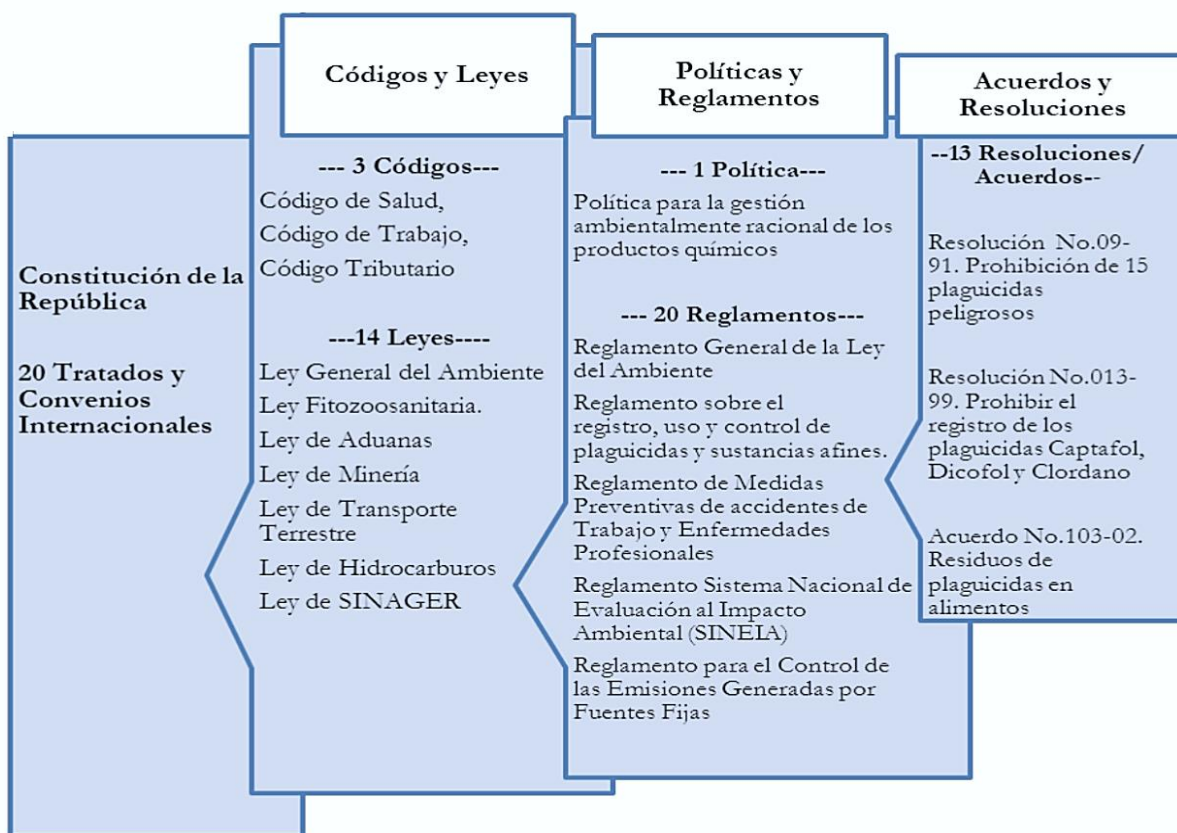 Constitución de la
República
20 Tratados y
Convenios
Internacionales
Códigos y Leyes
--- 3 Códigos---
Código de Salud,
Código de Trabajo,
Código Tributario
---14 Leyes----
Ley General del Ambiente
Ley Fitozoosanitaria.
Ley de Aduanas
Ley de Minería
Ley de Transporte
Terrestre
Ley de Hidrocarburos
Ley de SINAGER
Políticas y
Reglamentos
--- 1 Política---
Política para la gestión
ambientalmente racional de los
productos químicos
--- 20 Reglamentos---
Reglamento General de la Ley
del Ambiente
Reglamento sobre el
registro, uso y control de
plaguicidas y sustancias afines.
Reglamento de Medidas
Preventivas de accidentes de
Trabajo y Enfermedades
Profesionales
Reglamento Sistema Nacional de
Evaluación al Impacto
Ambiental (SINEIA)
Reglamento para el Control de
las Emisiones Generadas por
Fuentes Fijas
Acuerdos y
Resoluciones
--13 Resoluciones/
Acuerdos--
Resolución No.09-
91. Prohibición de 15
plaguicidas
peligrosos
Resolución No.013-
99. Prohibir el
registro de los
plaguicidas Captafol,
Dicofol y Clordano
Acuerdo No.103-02.
Residuos de
plaguicidas en
alimentos